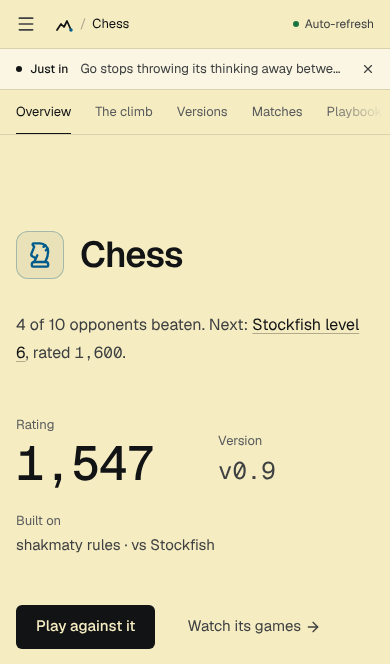 / Chess
Auto-refresh
Just in Go stops throwing its thinking away betwe...
Overview The climb Versions Matches Playbook
Chess
4 of 10 opponents beaten. Next: Stockfish level
6, rated 1,600.
Rating
1,547
Version
v0.9
Built on
shakmaty rules · vs Stockfish
Play against it
Watch its games →